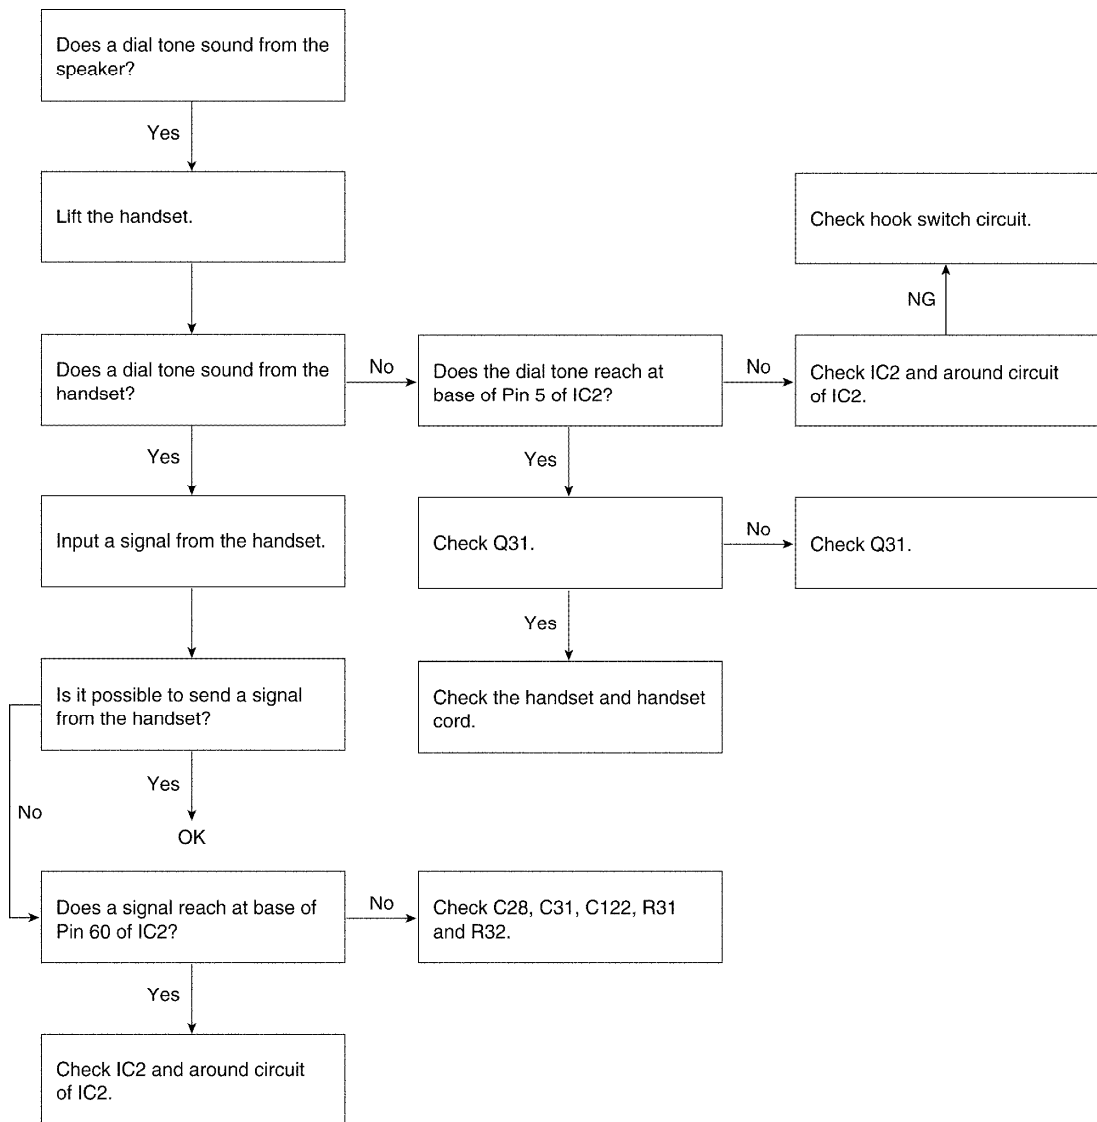 Does a dial tone sound from the
speaker?
Yes
Lift the handset.
Check hook switch circuit.
NG
Does a dial tone sound from the
handset?
No
Does the dial tone reach at
base of Pin 5 of IC2?
No
Check IC2 and around circuit
of IC2.
Yes
Yes
Input a signal from the handset.
Check Q31.
No
Check Q31.
Yes
Is it possible to send a signal
from the handset?
Check the handset and handset
cord.
Yes
No
OK
Does a signal reach at base of
Pin 60 of IC2?
No
Check C28, C31, C122, R31
and R32.
Yes
Check IC2 and around circuit
of IC2.